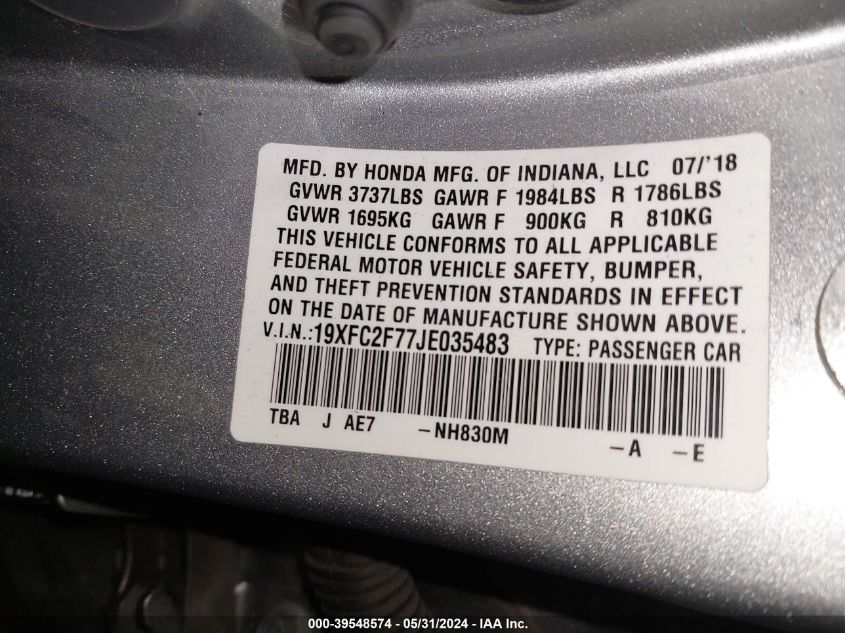 MFD. BY HONDA MFG. OF INDIANA, LLC 07/'18
GVWR 3737LBS GAWR F 1984LBS R 1786LBS
GVWR 1695KG GAWR F 900KG R 810KG
THIS VEHICLE CONFORMS TO ALL APPLICABLE
FEDERAL MOTOR VEHICLE SAFETY, BUMPER,
AND THEFT PREVENTION STANDARDS IN EFFECT
ON THE DATE OF MANUFACTURE SHOWN ABOVE.
V.I.N.:19XFC2F77JE035483 TYPE: PASSENGER CAR
TBA J AE7 -NH830M -A -E
000-39548574 - 05/31/2024 - IAA Inc.